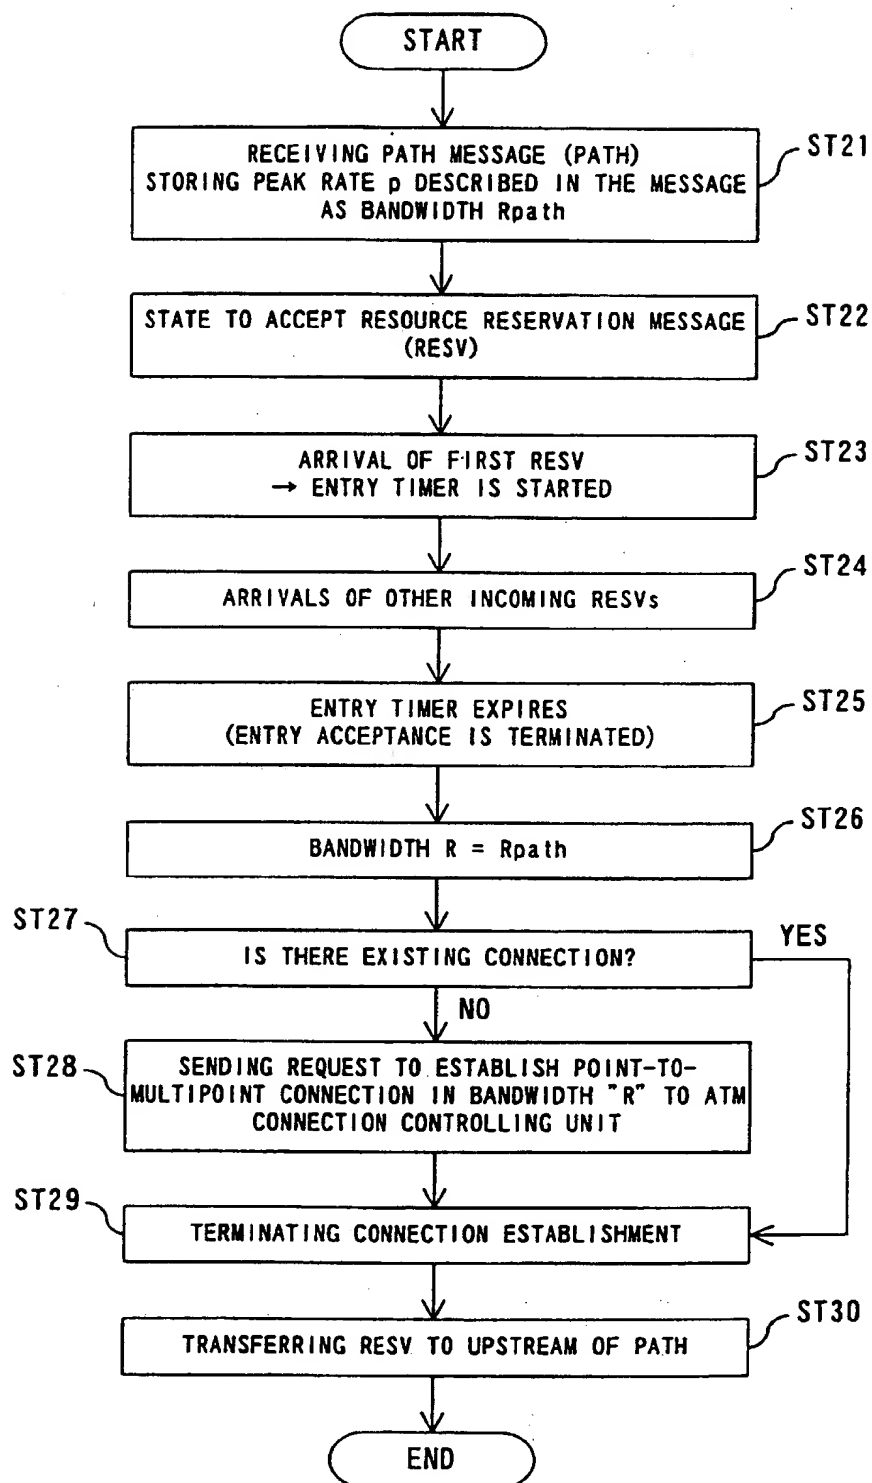 START
RECEIVING PATH MESSAGE (PATH)
STORING PEAK RATE p DESCRIBED IN THE MESSAGE
AS BANDWIDTH Rpath
ST21
STATE TO ACCEPT RESOURCE RESERVATION MESSAGE
(RESV)
ST22
ARRIVAL OF FIRST RESV
→ ENTRY TIMER IS STARTED
ST23
ARRIVALS OF OTHER INCOMING RESVs
ST24
ENTRY TIMER EXPIRES
(ENTRY ACCEPTANCE IS TERMINATED)
ST25
BANDWIDTH R = Rpath
ST26
ST27
IS THERE EXISTING CONNECTION?
YES
NO
ST28
SENDING REQUEST TO ESTABLISH POINT-TO-
MULTIPOINT CONNECTION IN BANDWIDTH "R" TO ATM
CONNECTION CONTROLLING UNIT
ST29
TERMINATING CONNECTION ESTABLISHMENT
TRANSFERRING RESV TO UPSTREAM OF PATH
ST30
END